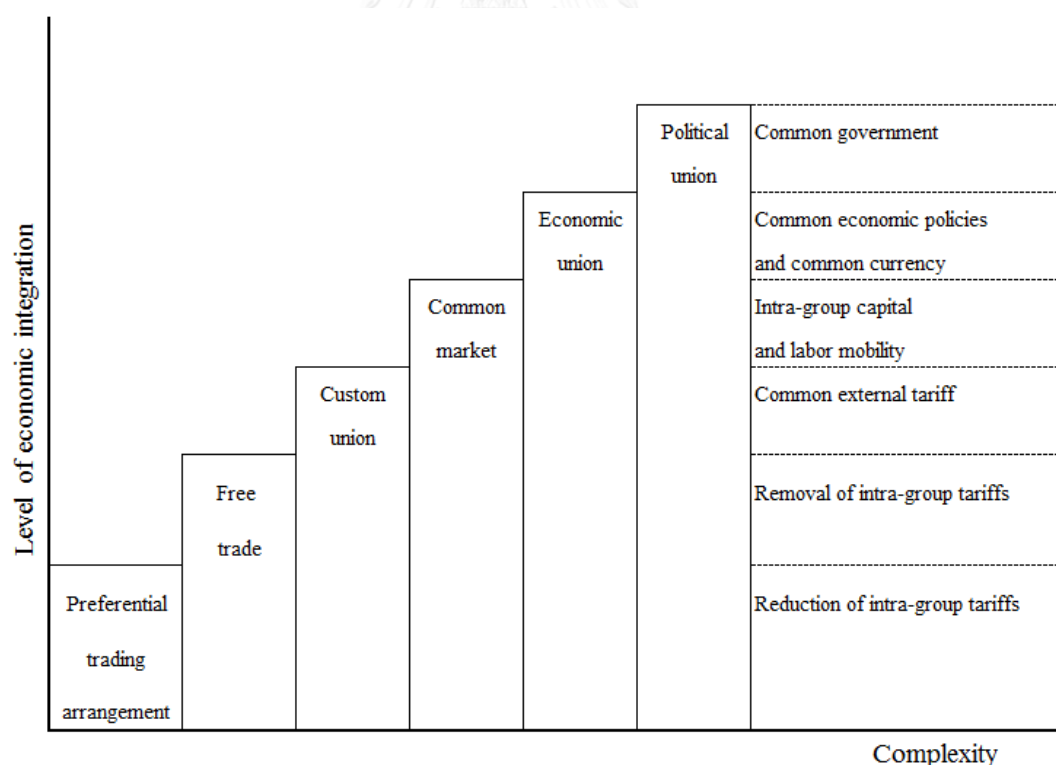 Level of economic integration
Political
union
Common government
Economic
union
Common economic policies
and common currency
Common
market
Intra-group capital
and labor mobility
Custom
union
Common external tariff
Free
trade
Removal of intra-group tariffs
Preferential
trading
arrangement
Reduction of intra-group tariffs
Complexity